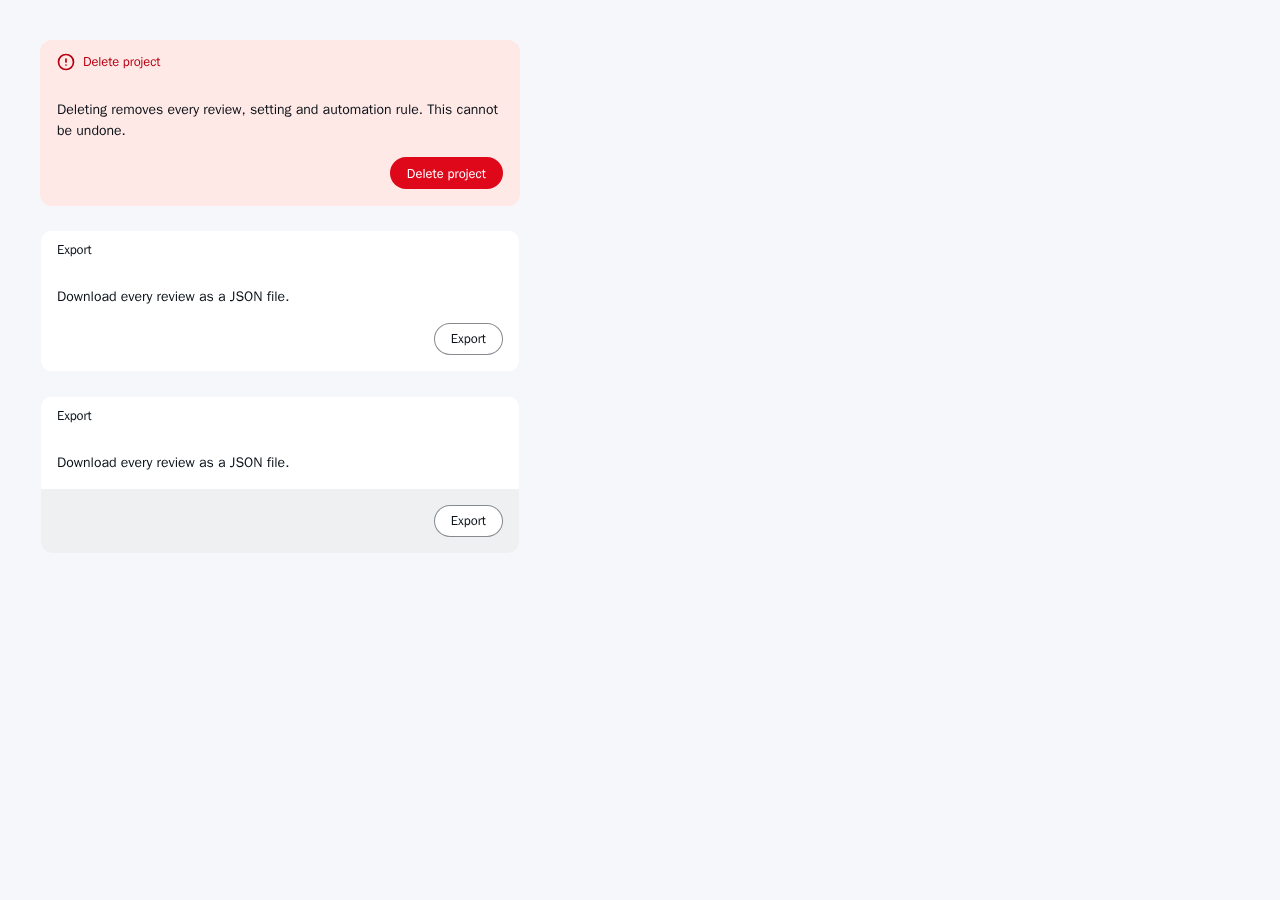 Delete project
Deleting removes every review, setting and automation rule. This cannot
be undone.
Delete project
Export
Download every review as a JSON file.
Export
Export
Download every review as a JSON file.
Export